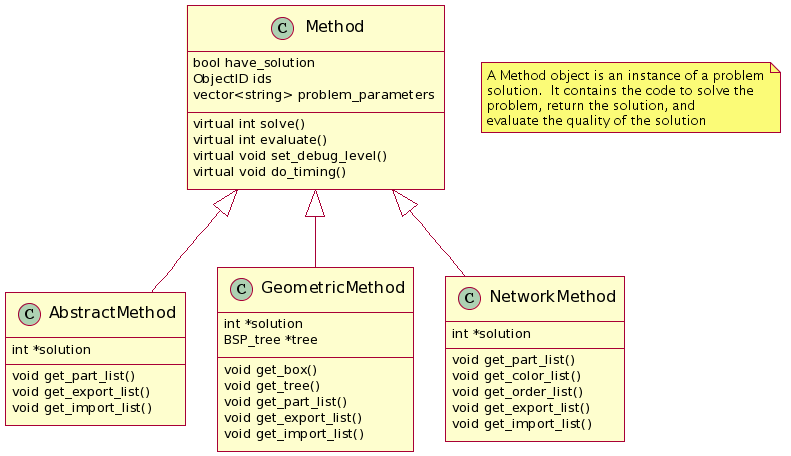 C Method
bool have_solution
ObjectID ids
vector<string> problem_parameters
virtual int solve()
virtual int evaluate()
virtual void set_debug_level()
virtual void do_timing()
A Method object is an instance of a problem
solution.  It contains the code to solve the
problem, return the solution, and
evaluate the quality of the solution
C AbstractMethod
int *solution
void get_part_list()
void get_export_list()
void get_import_list()
C GeometricMethod
int *solution
BSP_tree *tree
void get_box()
void get_tree()
void get_part_list()
void get_export_list()
void get_import_list()
C NetworkMethod
int *solution
void get_part_list()
void get_color_list()
void get_order_list()
void get_export_list()
void get_import_list()